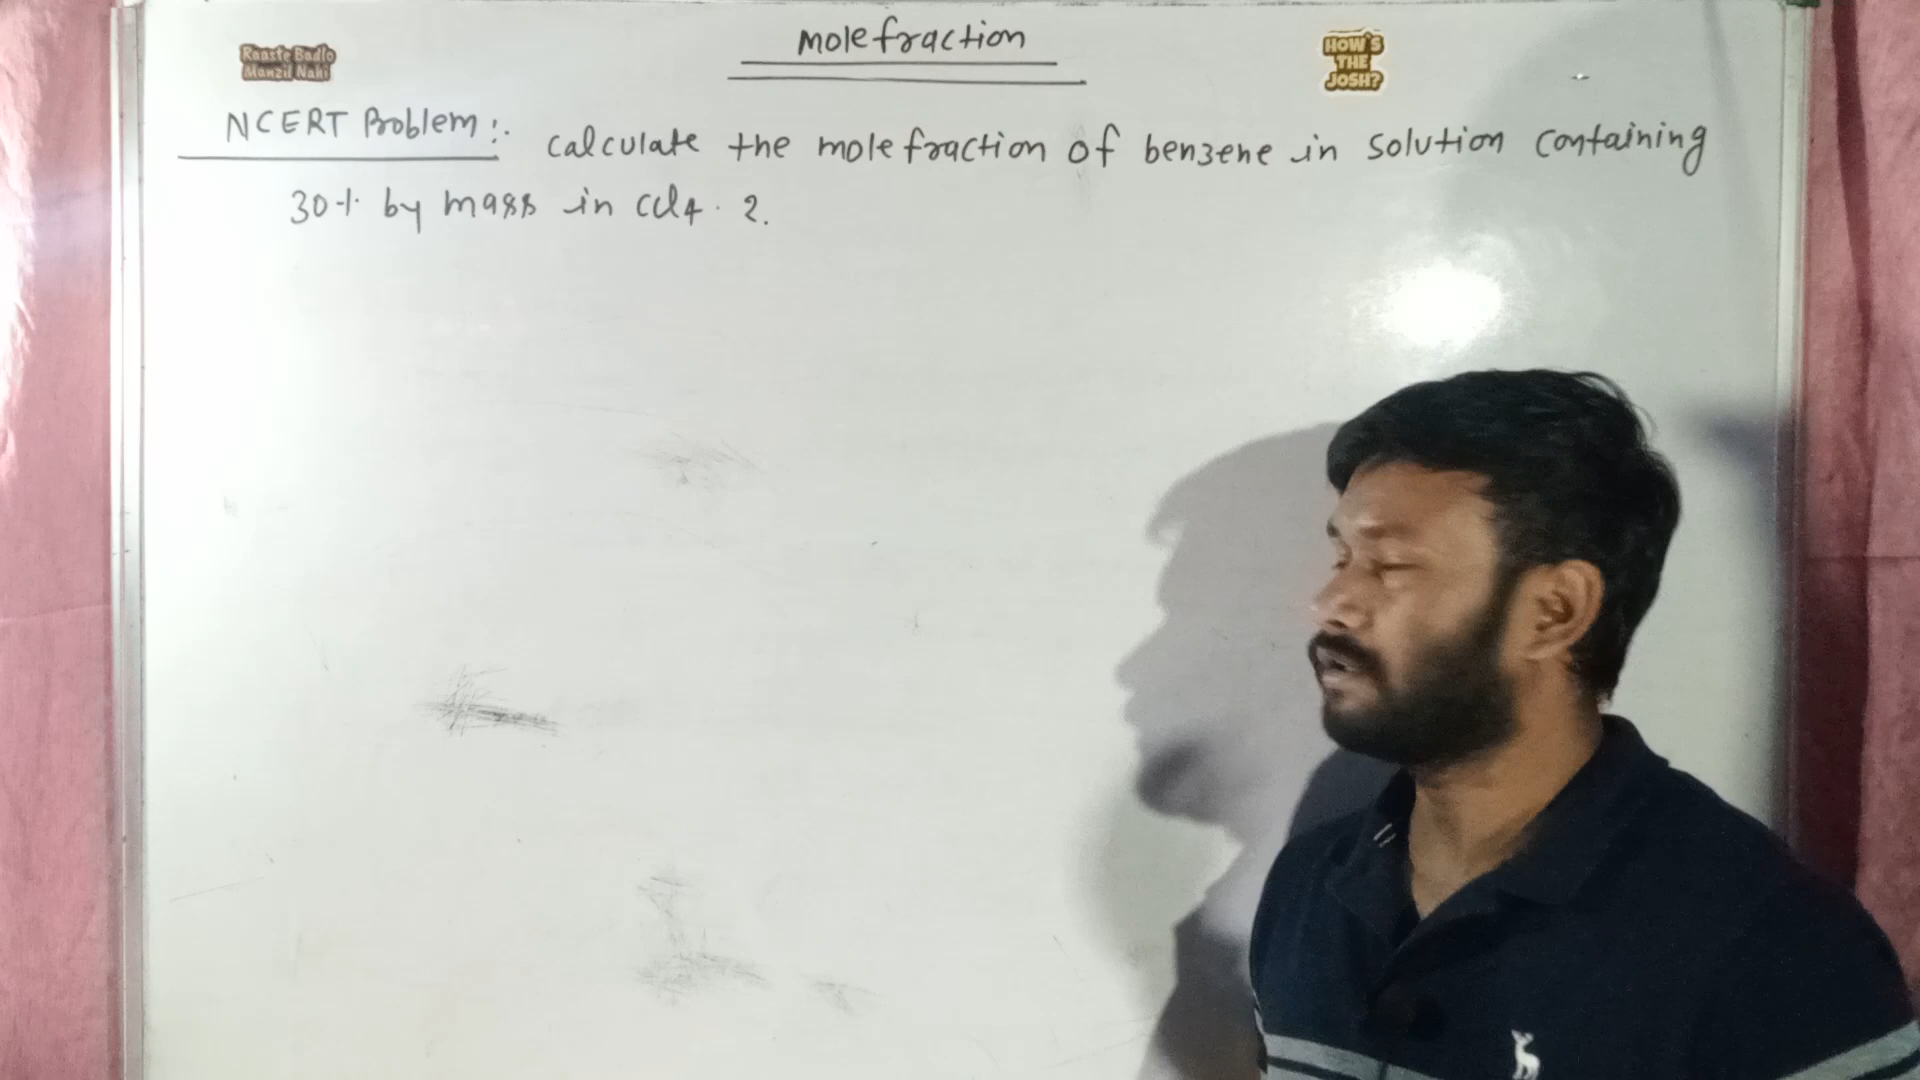 Mole fraction
Raaste Badlo
Manzil Nahi
HOW'S
THE
JOSH?
NCERT Problem :. calculate the mole fraction of benzene in solution containing
30% by mass in CCl4. 2.